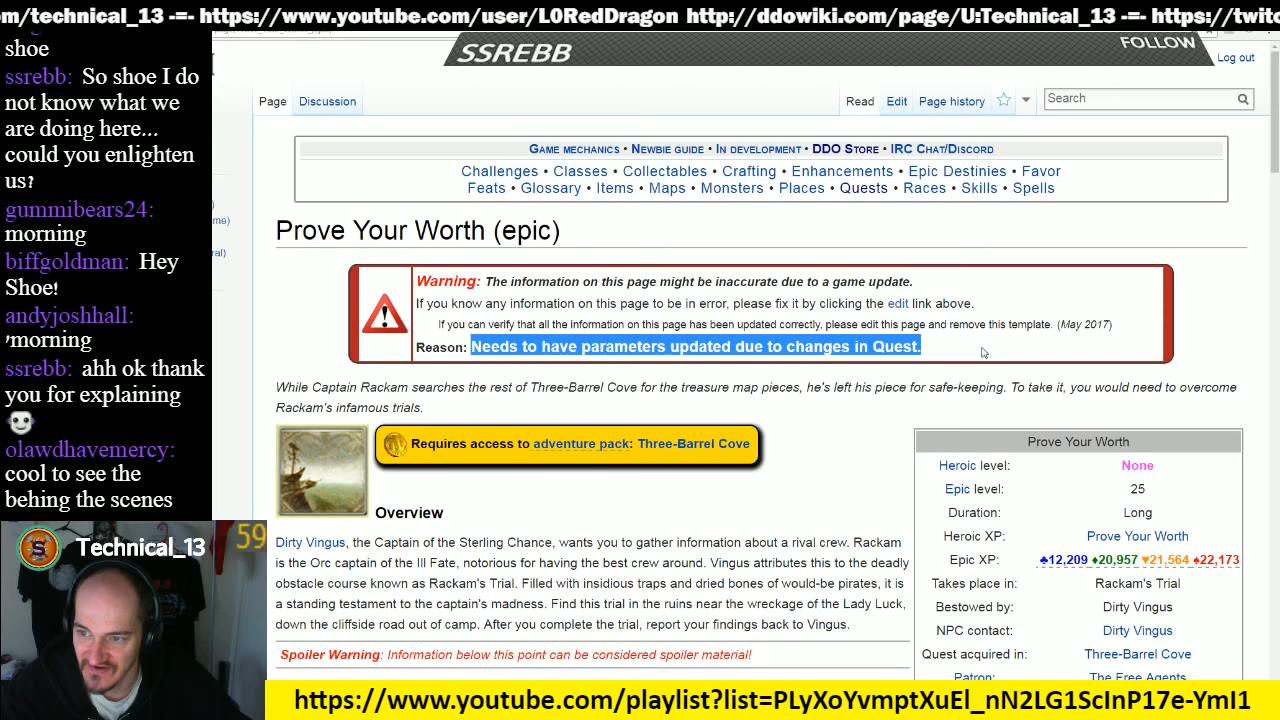 om/technical_13 -=- https://www.youtube.com/user/L0RedDragon http://ddowiki.com/page/U:Technical_13 -=- https://twitc
shoe
ssrebb: So shoe I do
not know what we
are doing here...
could you enlighten
us?
gummibears24:
morning
biffgoldman: Hey
Shoe!
andyjoshhall:
'morning
ssrebb: ahh ok thank
you for explaining
olawdhavemercy:
cool to see the
behing the scenes
Technical_13
59
SSREBB
FOLLOW
Log out
Page
Discussion
Read
Edit
Page history
Search
Game mechanics • Newbie guide • In development • DDO Store • IRC Chat/Discord
Challenges • Classes • Collectables • Crafting • Enhancements • Epic Destinies • Favor
Feats • Glossary • Items • Maps • Monsters • Places • Quests • Races • Skills • Spells
Prove Your Worth (epic)
Warning: The information on this page might be inaccurate due to a game update.
If you know any information on this page to be in error, please fix it by clicking the edit link above.
If you can verify that all the information on this page has been updated correctly, please edit this page and remove this template. (May 2017)
Reason: Needs to have parameters updated due to changes in Quest.
While Captain Rackam searches the rest of Three-Barrel Cove for the treasure map pieces, he's left his piece for safe-keeping. To take it, you would need to overcome
Rackam's infamous trials.
Requires access to adventure pack: Three-Barrel Cove
Overview
Dirty Vingus, the Captain of the Sterling Chance, wants you to gather information about a rival crew. Rackam
is the Orc captain of the Ill Fate, notorious for having the best crew around. Vingus attributes this to the deadly
obstacle course known as Rackam's Trial. Filled with insidious traps and dried bones of would-be pirates, it is
a standing testament to the captain's madness. Find this trial in the ruins near the wreckage of the Lady Luck,
down the cliffside road out of camp. After you complete the trial, report your findings back to Vingus.
Spoiler Warning: Information below this point can be considered spoiler material!
Prove Your Worth
Heroic level: None
Epic level: 25
Duration: Long
Heroic XP: Prove Your Worth
Epic XP: ♣12,209 ♦20,957 ♥21,564 ♠22,173
Takes place in: Rackam's Trial
Bestowed by: Dirty Vingus
NPC contact: Dirty Vingus
Quest acquired in: Three-Barrel Cove
Patron: The Free Agents
https://www.youtube.com/playlist?list=PLyXoYvmptXuEl_nN2LG1ScInP17e-YmI1